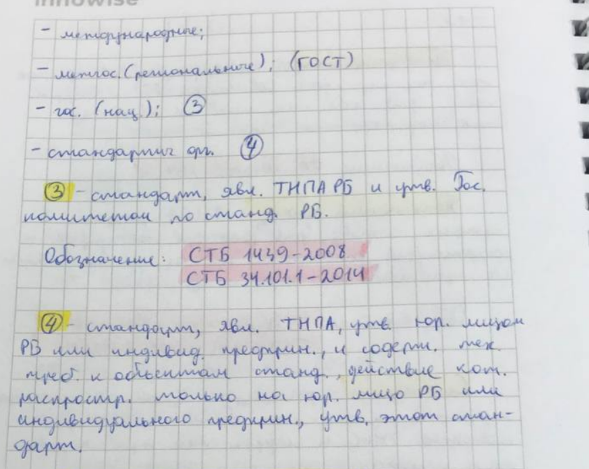 innowise
- международные;
- межгос. (региональные); (ГОСТ)
- гос. (нац.); ③
- стандарты орг. ④
③ - стандарт, явл. ТНПА РБ и утв. Гос.
комитетом по станд. РБ.
Обозначение: СТБ 1439-2008
СТБ 34.101.1-2014
④ - стандарт, явл. ТНПА, утв. юр. лицом
РБ или индивид. предприн., и содерж. тех.
треб. к объектам станд., действие кот.
распростр. только на юр. лицо РБ или
индивидуального предприн., утв. этот стан-
дарт.